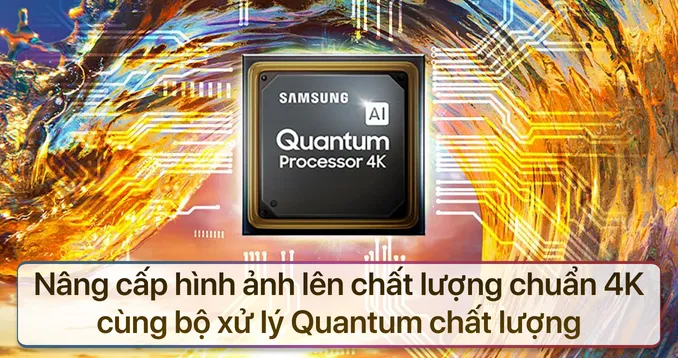 SAMSUNG
AI
Quantum
Processor 4K
Nâng cấp hình ảnh lên chất lượng chuẩn 4K
cùng bộ xử lý Quantum chất lượng